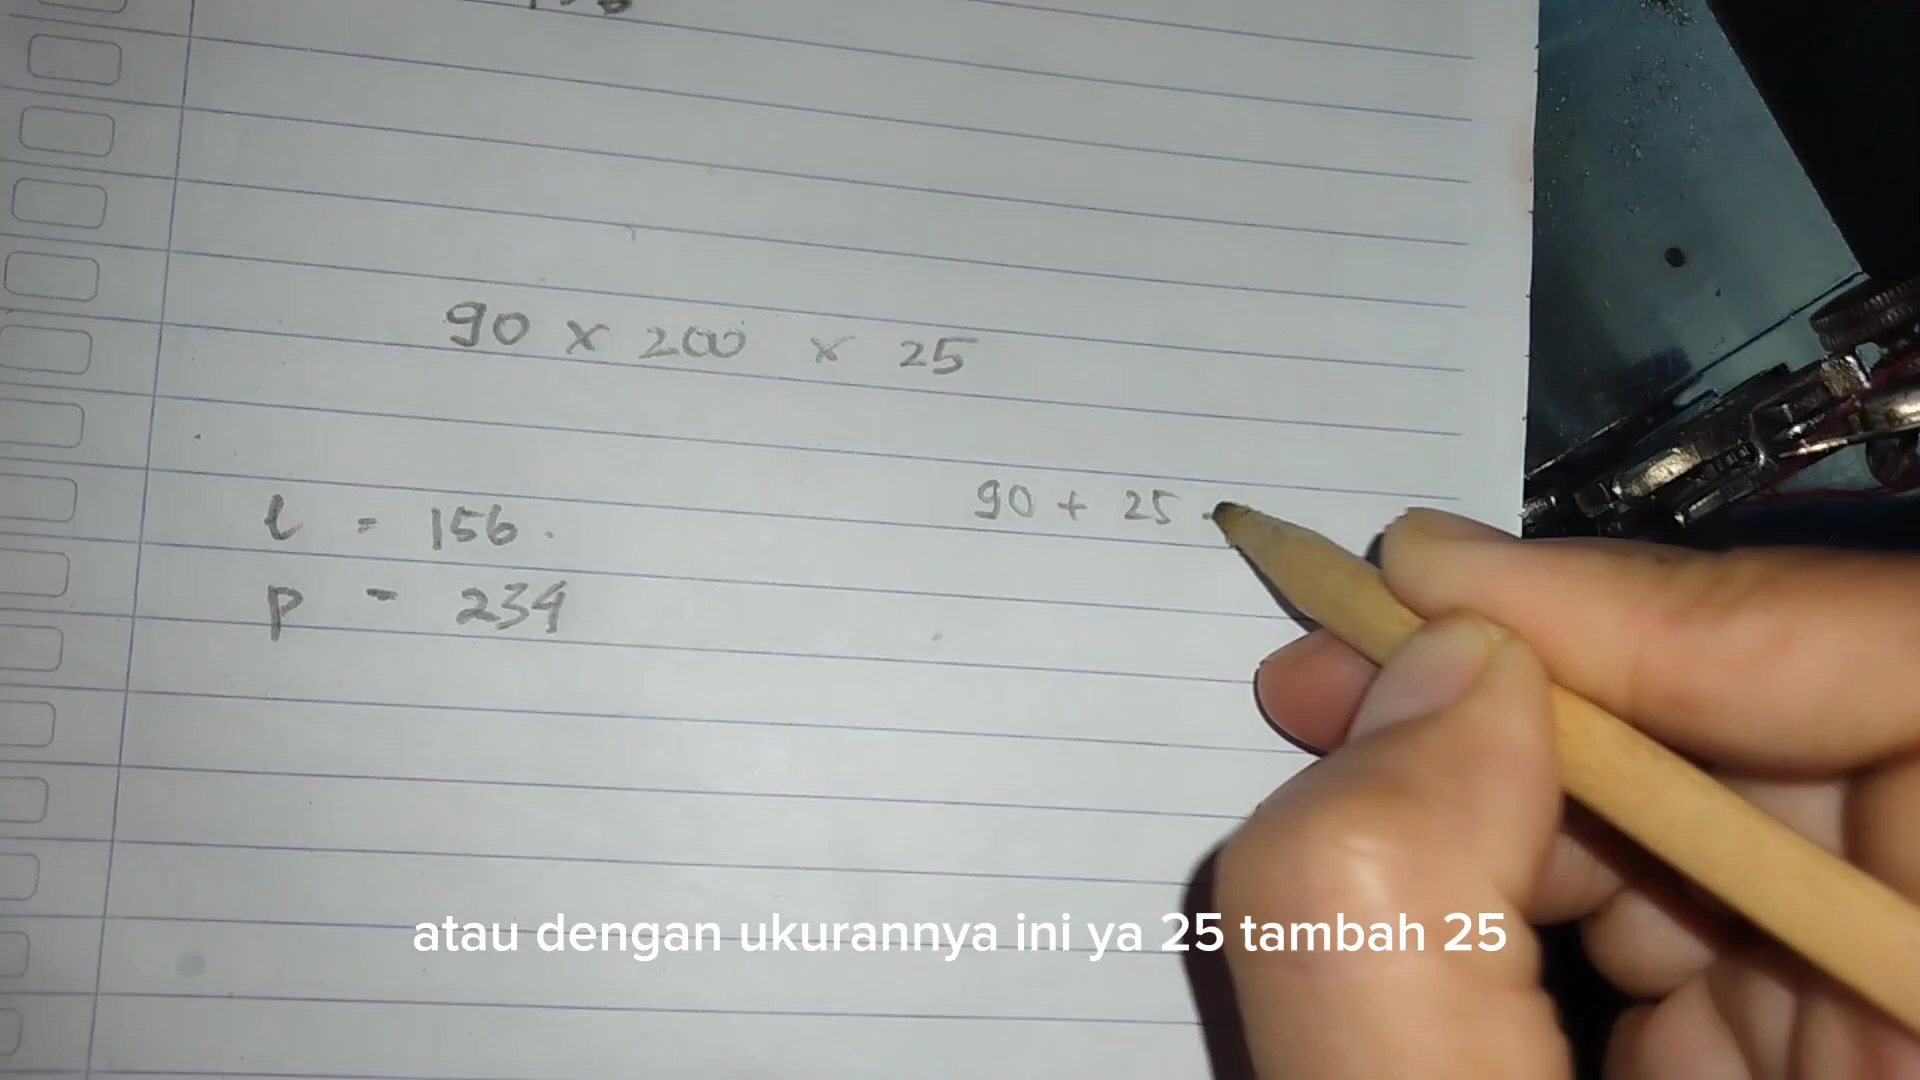 90 x 200 x 25
l = 156.
90 + 25
p = 234
atau dengan ukurannya ini ya 25 tambah 25